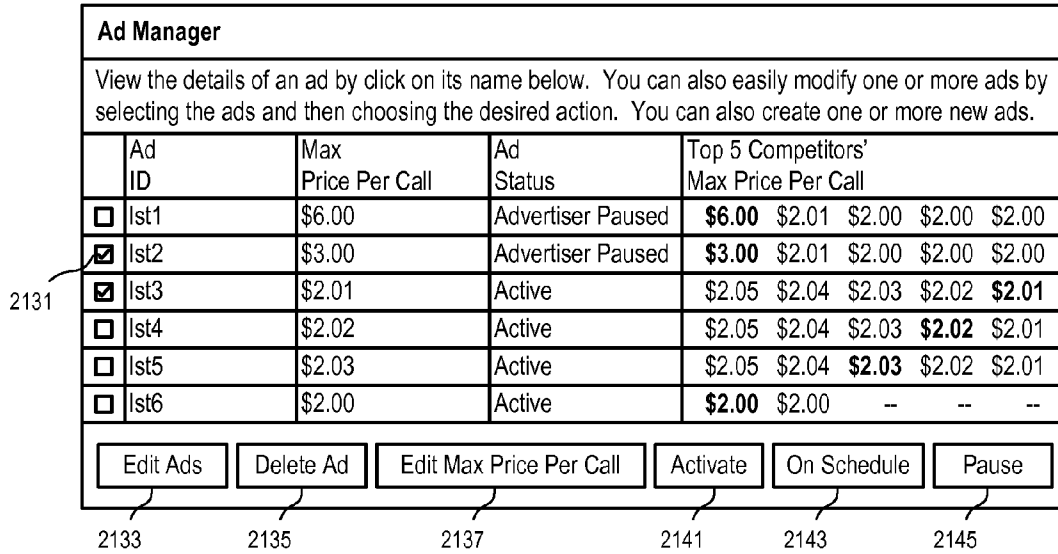 Ad Manager
View the details of an ad by click on its name below. You can also easily modify one or more ads by
selecting the ads and then choosing the desired action. You can also create one or more new ads.
Ad ID Max Price Per Call Ad Status Top 5 Competitors' Max Price Per Call
lst1 $6.00 Advertiser Paused $6.00 $2.01 $2.00 $2.00 $2.00
lst2 $3.00 Advertiser Paused $3.00 $2.01 $2.00 $2.00 $2.00
lst3 $2.01 Active $2.05 $2.04 $2.03 $2.02 $2.01
lst4 $2.02 Active $2.05 $2.04 $2.03 $2.02 $2.01
lst5 $2.03 Active $2.05 $2.04 $2.03 $2.02 $2.01
lst6 $2.00 Active $2.00 $2.00 -- -- --
2131
Edit Ads Delete Ad Edit Max Price Per Call Activate On Schedule Pause
2133 2135 2137 2141 2143 2145